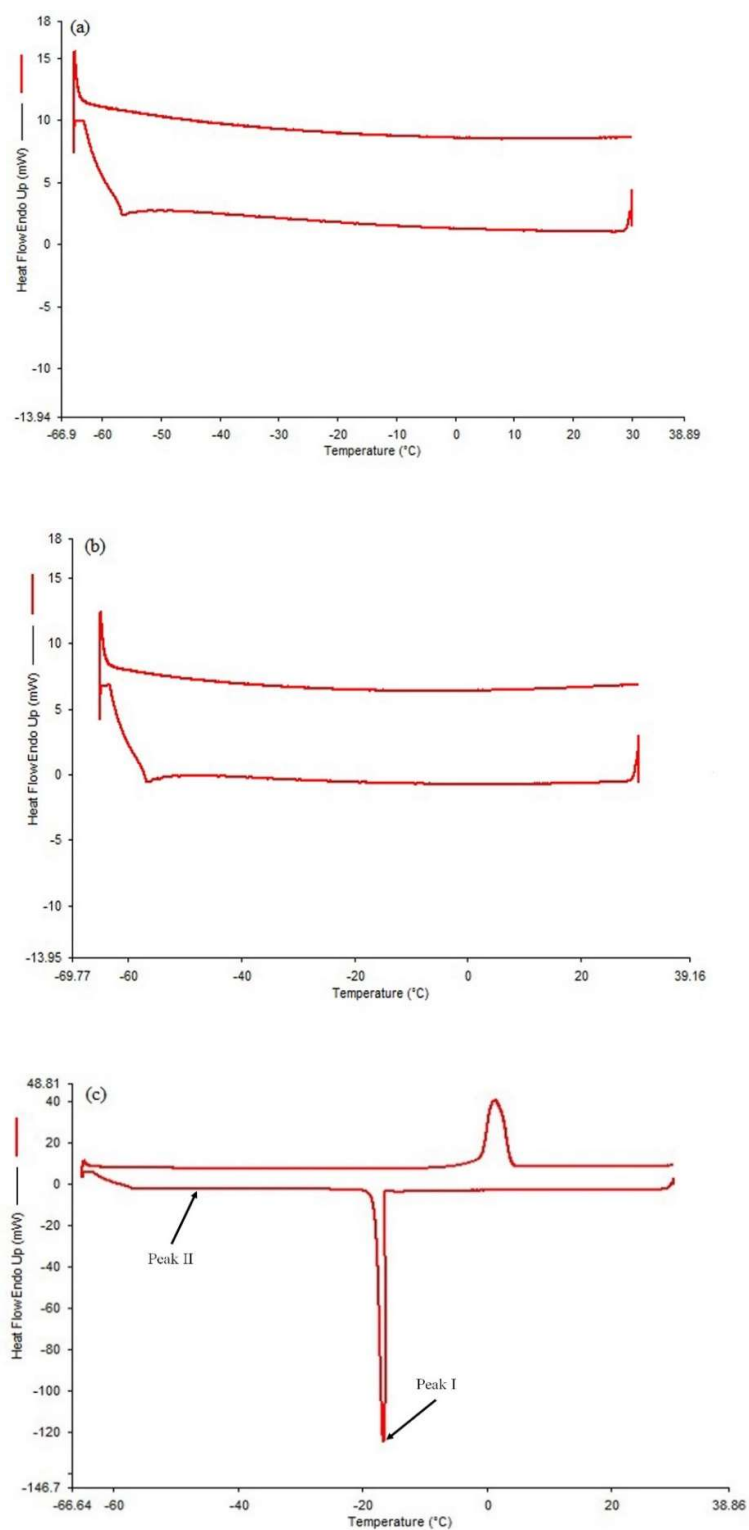 (a)
18
15
10
5
0
-5
-10
-13.94
-66.9 -60 -50 -40 -30 -20 -10 0 10 20 30 38.89
Temperature (°C)
Heat Flow Endo Up (mW)
(b)
18
15
10
5
0
-5
-10
-13.95
-69.77 -60 -40 -20 0 20 39.16
Temperature (°C)
Heat Flow Endo Up (mW)
(c)
48.81
40
20
0
-20
-40
-60
-80
-100
-120
-146.7
Peak II
Peak I
-66.64 -60 -40 -20 0 20 38.86
Temperature (°C)
Heat Flow Endo Up (mW)